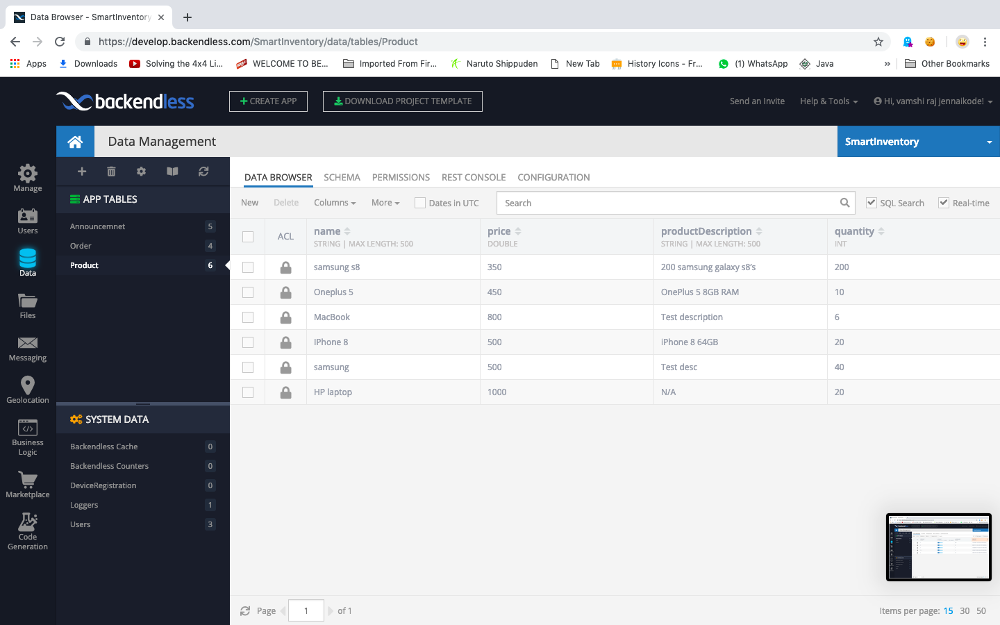 Data Browser - SmartInventory
https://develop.backendless.com/SmartInventory/data/tables/Product
Apps Downloads Solving the 4x4 Li... WELCOME TO BE... Imported From Fir... Naruto Shippuden New Tab History Icons - Fr... (1) WhatsApp Java » Other Bookmarks
backendless CREATE APP DOWNLOAD PROJECT TEMPLATE Send an Invite Help & Tools Hi, vamshi raj jennaikode!
Data Management SmartInventory
Manage
Users
Data
Files
Messaging
Geolocation
Business
Logic
Marketplace
Code
Generation
APP TABLES
Announcemnet 5
Order 4
Product 6
SYSTEM DATA
Backendless Cache 0
Backendless Counters 0
DeviceRegistration 0
Loggers 1
Users 3
DATA BROWSER SCHEMA PERMISSIONS REST CONSOLE CONFIGURATION
New Delete Columns More Dates in UTC Search SQL Search Real-time
ACL name price productDescription quantity
STRING | MAX LENGTH: 500 DOUBLE STRING | MAX LENGTH: 500 INT
samsung s8 350 200 samsung galaxy s8's 200
Oneplus 5 450 OnePlus 5 8GB RAM 10
MacBook 800 Test description 6
IPhone 8 500 iPhone 8 64GB 20
samsung 500 Test desc 40
HP laptop 1000 N/A 20
Page 1 of 1 Items per page: 15 30 50